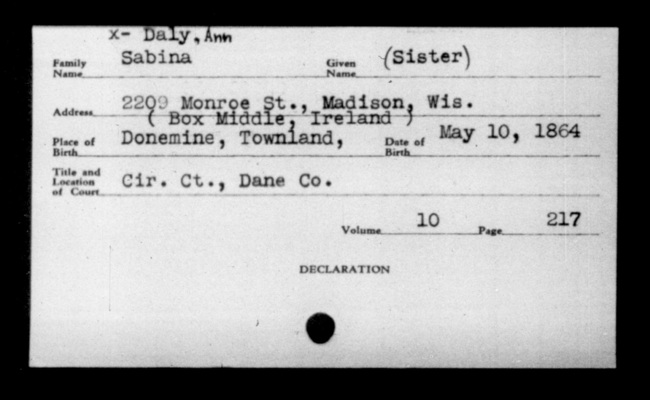 x- Daly, Ann
Family Name Sabina Given Name (Sister)
Address 2209 Monroe St., Madison, Wis.
( Box Middle, Ireland )
Place of Birth Donemine, Townland, Date of Birth May 10, 1864
Title and Location of Court Cir. Ct., Dane Co.
Volume 10 Page 217
DECLARATION